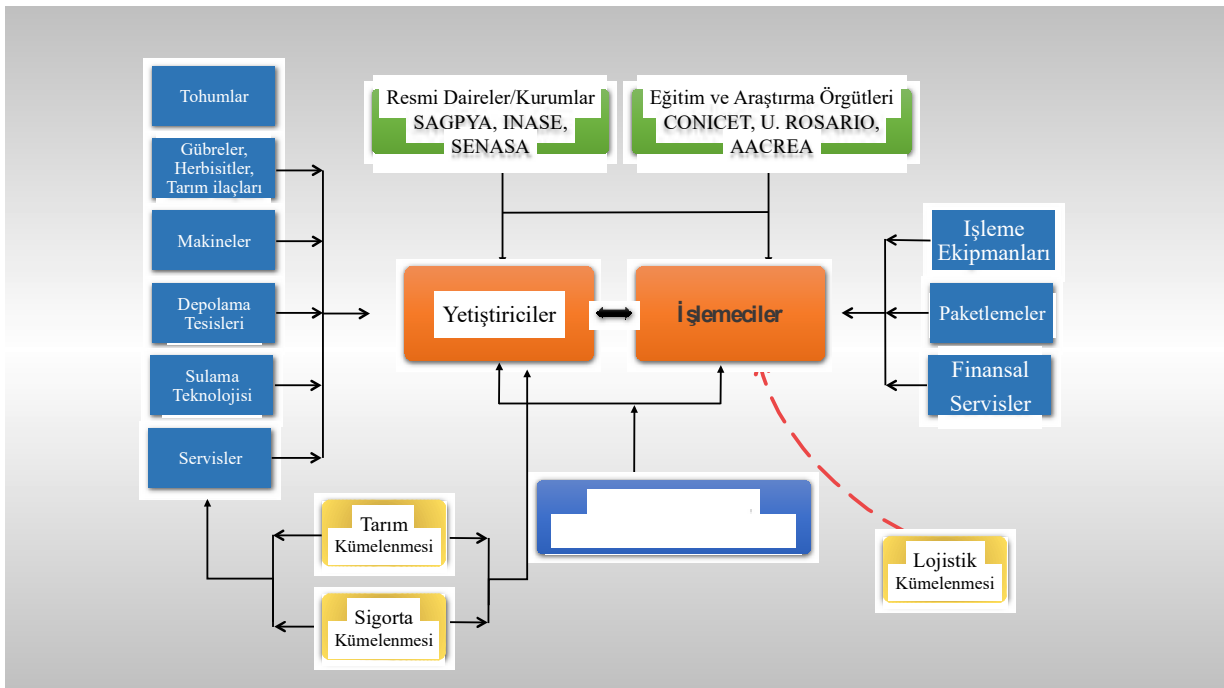 Tohumlar
Gübreler,
Herbisitler,
Tarım ilaçları
Makineler
Depolama
Tesisleri
Sulama
Teknolojisi
Servisler
Resmi Daireler/Kurumlar
SAGPYA, INASE,
SENASA
Eğitim ve Araştırma Örgütleri
CONICET, U. ROSARIO,
AACREA
Yetiştiriciler
İşlemeciler
Işleme
Ekipmanları
Paketlemeler
Finansal
Servisler
Tarım
Kümelenmesi
Sigorta
Kümelenmesi
Lojistik
Kümelenmesi